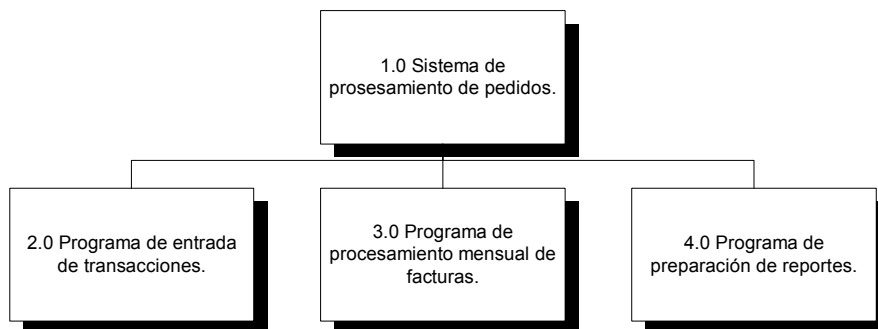 1.0 Sistema de
prosesamiento de pedidos.
2.0 Programa de entrada
de transacciones.
3.0 Programa de
procesamiento mensual de
facturas.
4.0 Programa de
preparación de reportes.